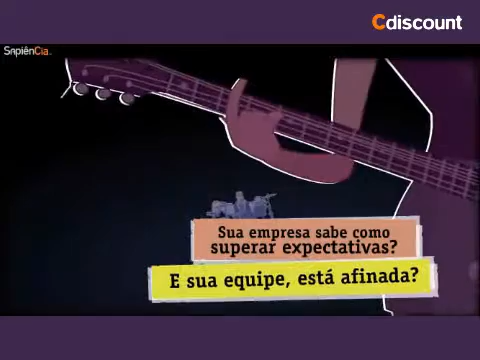 Cdiscount
SapiênCia
Sua empresa sabe como
superar expectativas?
E sua equipe, está afinada?